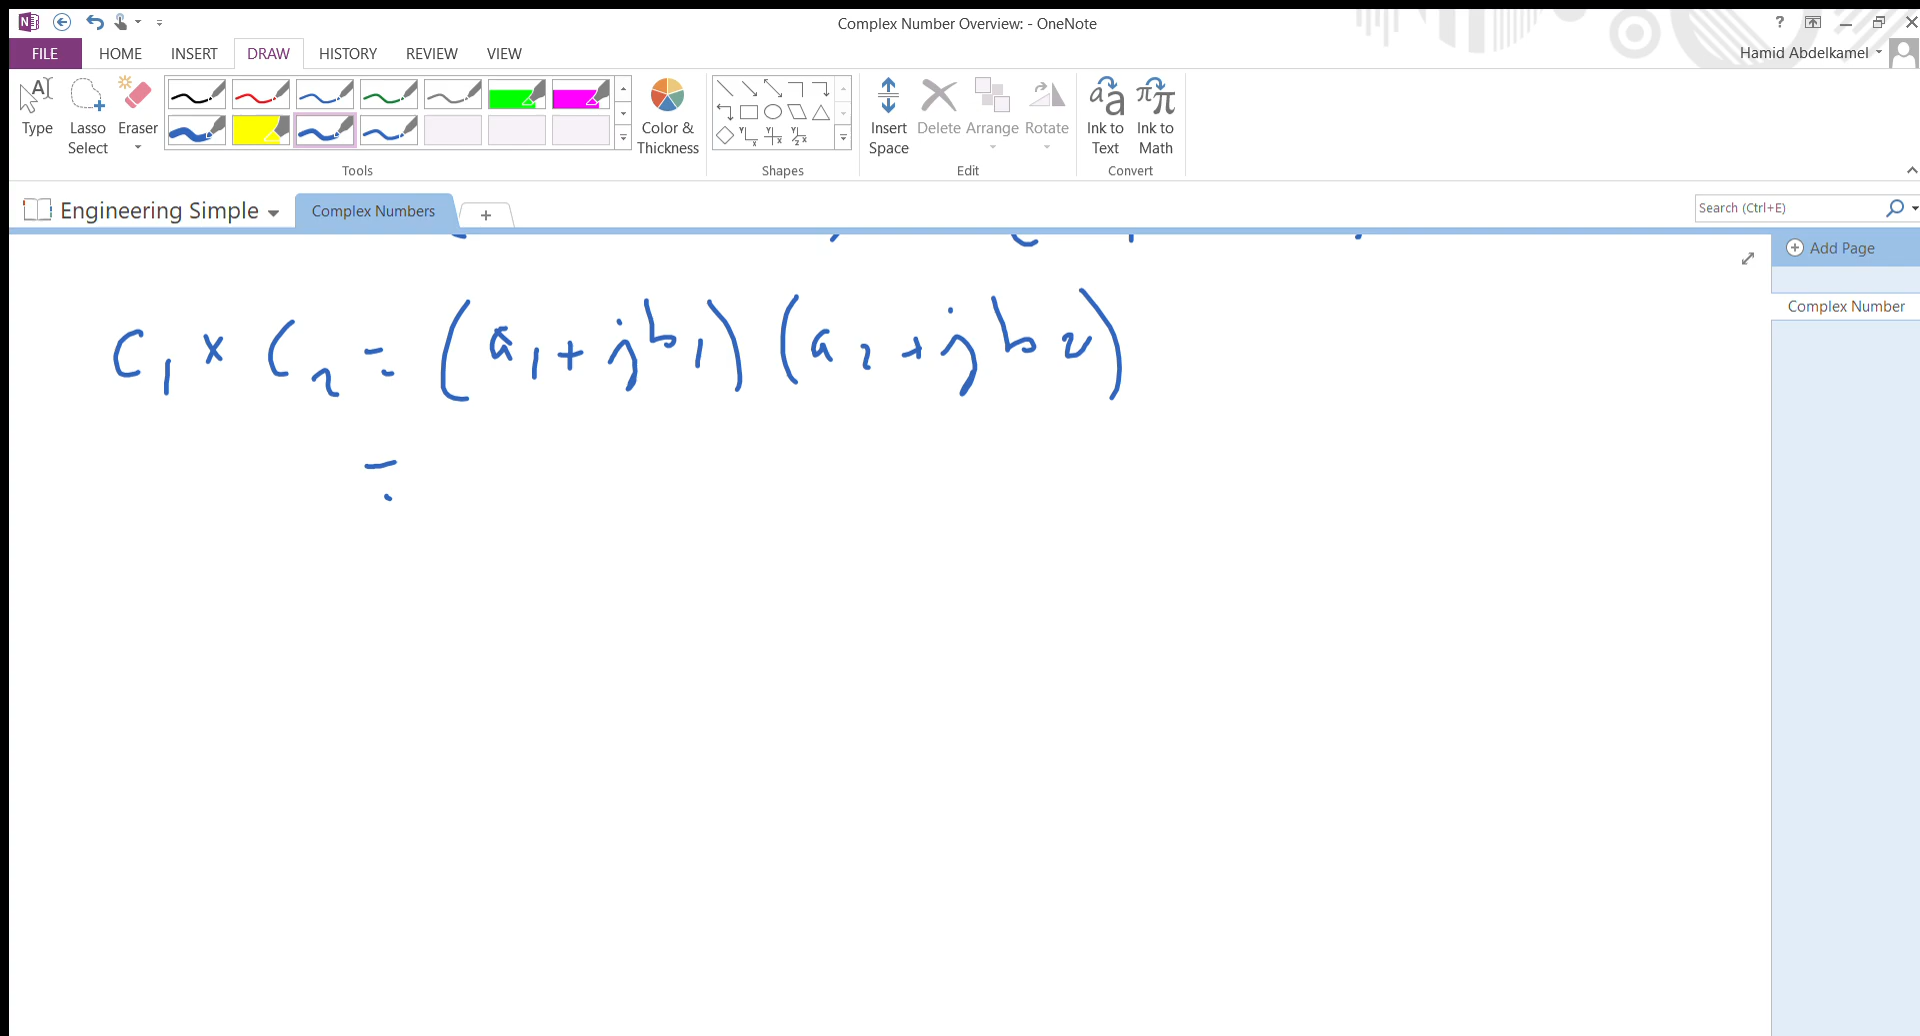 Complex Number Overview: - OneNote
?
FILE HOME INSERT DRAW HISTORY REVIEW VIEW
Hamid Abdelkamel
Type Lasso Select Eraser Color & Thickness
Insert Space Delete Arrange Rotate
Ink to Text Ink to Math
Tools Shapes Edit Convert
Engineering Simple Complex Numbers +
Search (Ctrl+E)
Add Page
Complex Number
C₁ × C₂ = (a₁ + jb₁) (a₂ + jb₂)
=